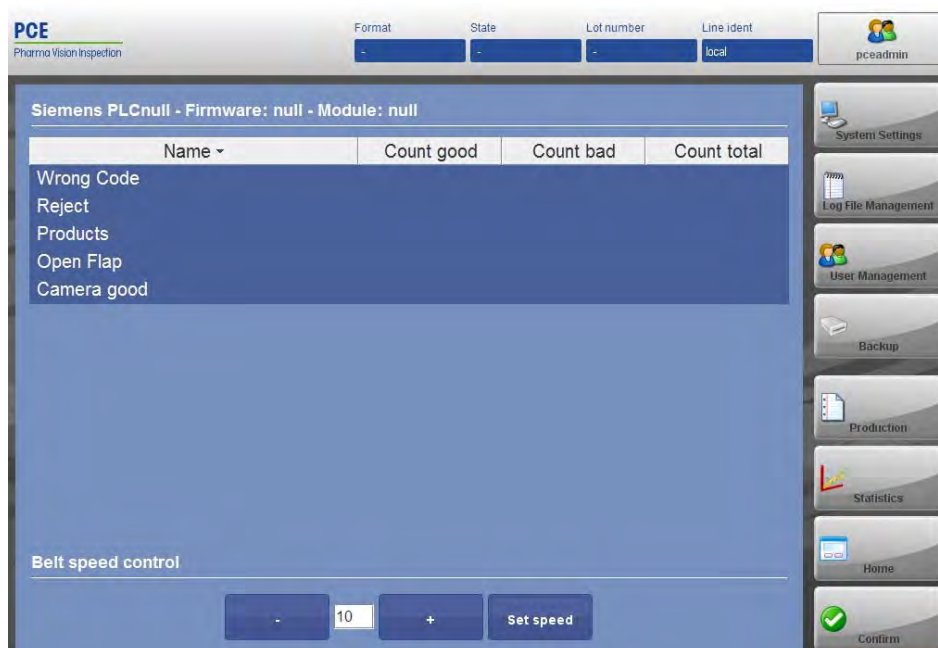 PCE
Pharma Vision Inspection
Format State Lot number Line ident
- - - local
pceadmin
Siemens PLCnull - Firmware: null - Module: null
Name Count good Count bad Count total
Wrong Code
Reject
Products
Open Flap
Camera good
Belt speed control
- 10 + Set speed
System Settings
Log File Management
User Management
Backup
Production
Statistics
Home
Confirm